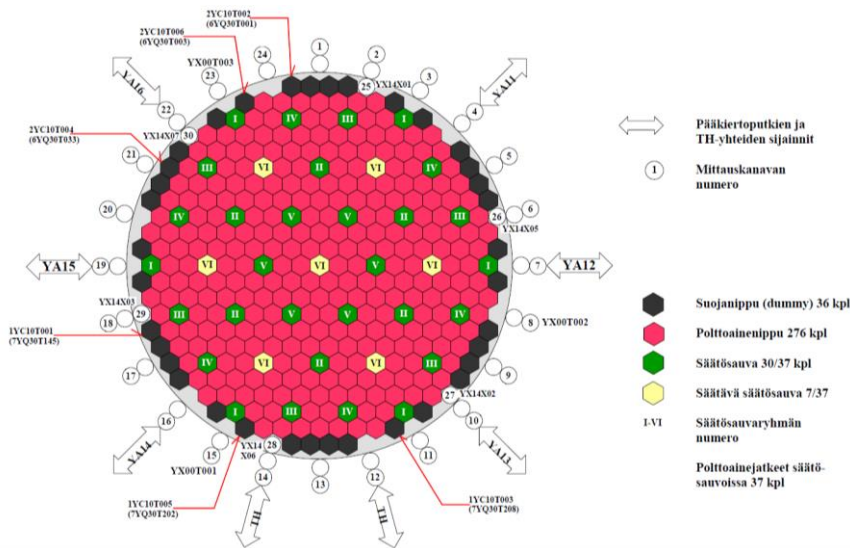 2YC10T002
(6YQ30T001)
2YC10T006
(6YQ30T003)
YX00T003
24
1
2
23
3
YA16
YA11
25
YX14X01
22
4
YX14X07
30
I
IV
III
I
2YC10T004
(6YQ30T033)
21
5
III
VI
II
VI
IV
20
6
IV
II
V
V
II
III
26
YX14X05
YA15
19
I
VI
V
VI
V
VI
I
7
YA12
YX14X03
29
18
III
II
V
V
II
IV
8
YX00T002
1YC10T001
(7YQ30T145)
17
9
IV
VI
II
VI
III
16
27
YX14X02
10
I
III
IV
I
YA14
15
YX14
X06
28
11
YA13
YX00T001
14
13
12
1YC10T005
(7YQ30T202)
TH
TH
1YC10T003
(7YQ30T208)
Pääkiertoputkien ja
TH-yhteiden sijainnit
1
Mittauskanavan
numero
Suojanippu (dummy) 36 kpl
Polttoainenippu 276 kpl
Säätösauva 30/37 kpl
Säätävä säätösauva 7/37
I-VI
Säätösauvaryhmän
numero
Polttoainejatkeet säätö-
sauvoissa 37 kpl